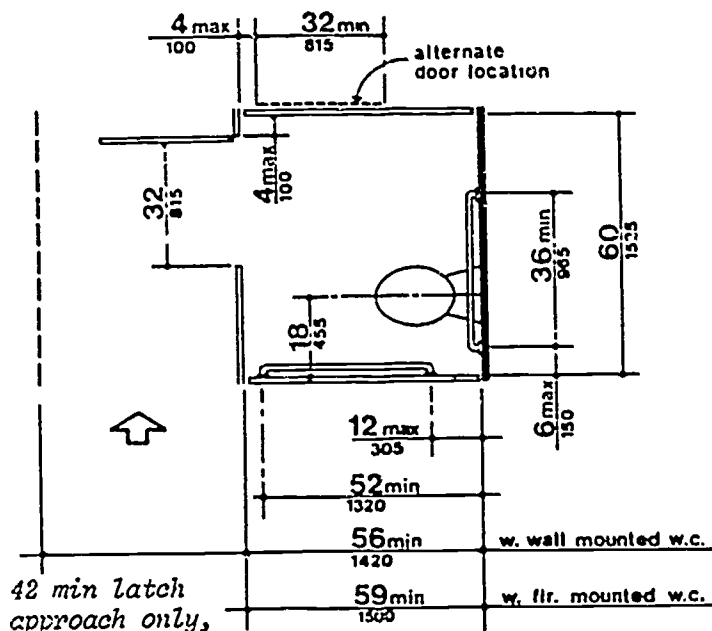 4 max
100
32 min
815
alternate
door location
32
815
4 max
100
36 min
965
60
1525
18
455
12 max
305
6 max
150
52 min
1320
56 min
1420
w. wall mounted w.c.
42 min latch
approach only,
59 min
1500
w. flr. mounted w.c.